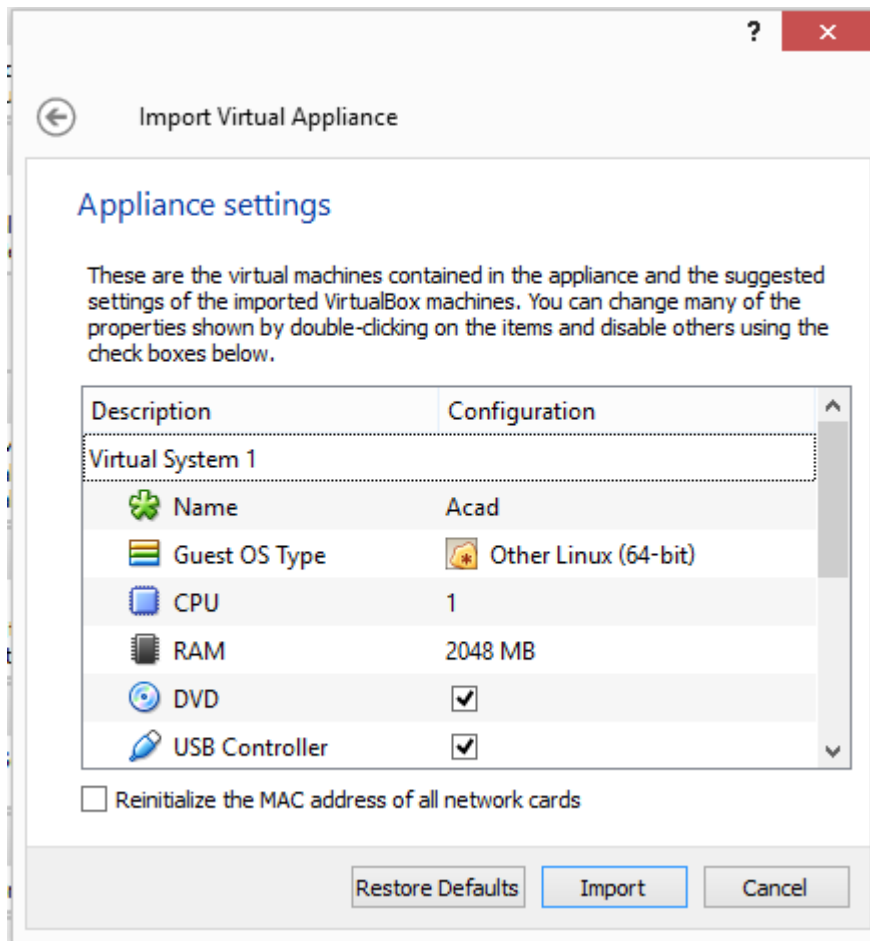 ?
Import Virtual Appliance
Appliance settings
These are the virtual machines contained in the appliance and the suggested
settings of the imported VirtualBox machines. You can change many of the
properties shown by double-clicking on the items and disable others using the
check boxes below.
Description Configuration
Virtual System 1
Name Acad
Guest OS Type Other Linux (64-bit)
CPU 1
RAM 2048 MB
DVD
USB Controller
Reinitialize the MAC address of all network cards
Restore Defaults Import Cancel